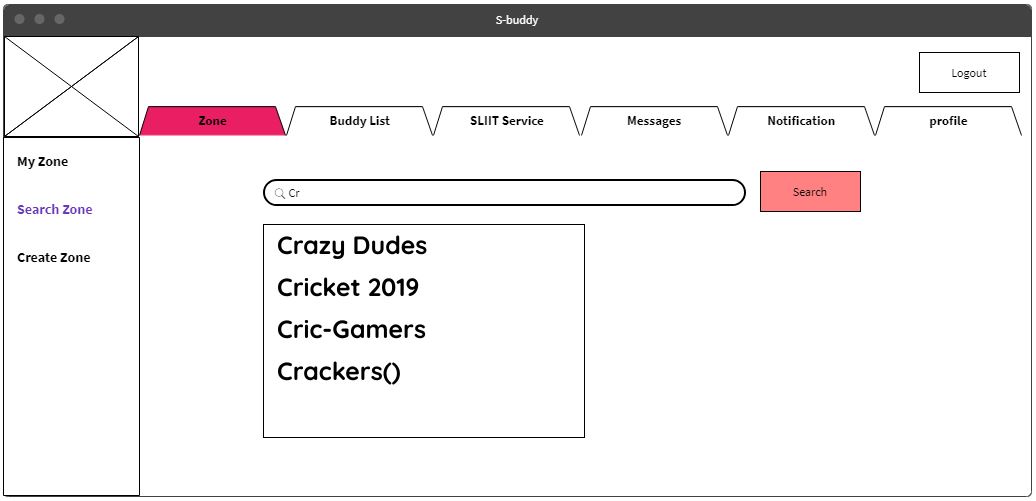 S-buddy
Logout
Zone
Buddy List
SLIIT Service
Messages
Notification
profile
My Zone
Search Zone
Create Zone
Cr
Search
Crazy Dudes
Cricket 2019
Cric-Gamers
Crackers()